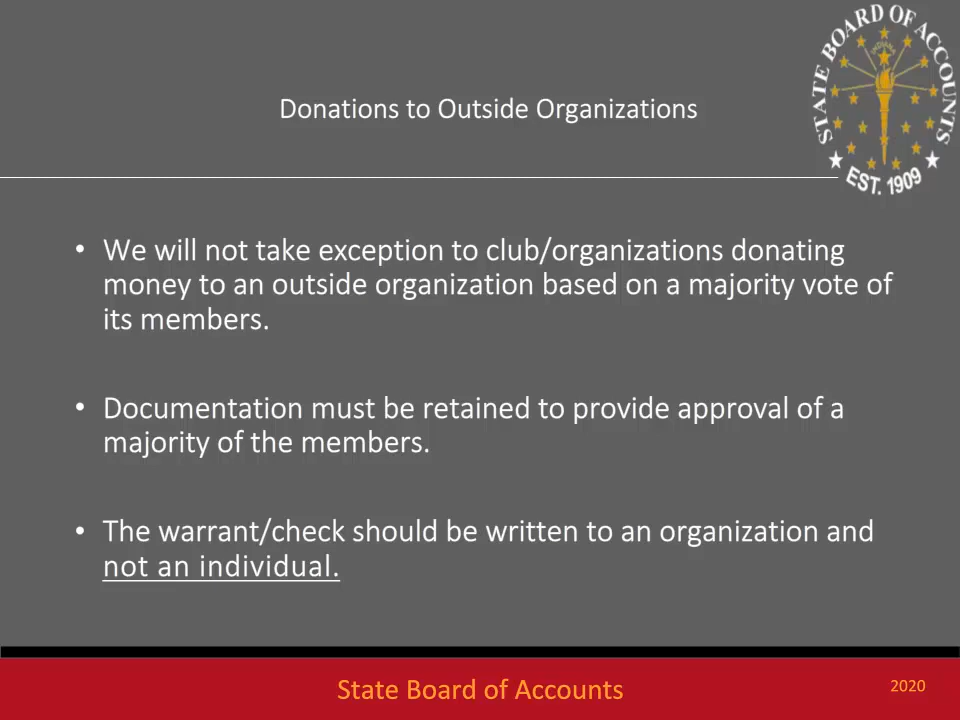 STATE BOARD OF ACCOUNTS
INDIANA
EST. 1909
Donations to Outside Organizations
• We will not take exception to club/organizations donating
money to an outside organization based on a majority vote of
its members.
• Documentation must be retained to provide approval of a
majority of the members.
• The warrant/check should be written to an organization and
not an individual.
State Board of Accounts
2020